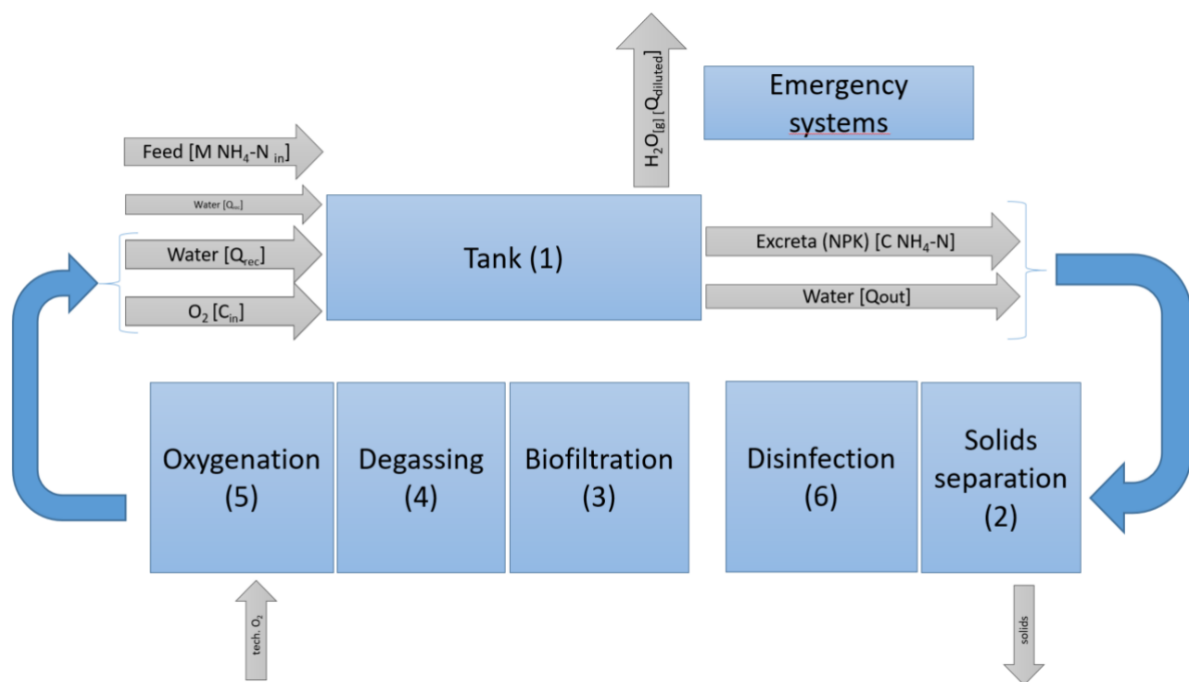 H₂O[g] [Qdiluted]
Emergency
systems
Feed [M NH₄-N in]
Water [Q
Water [Qrec]
O₂ [Cin]
Tank (1)
Excreta (NPK) [C NH₄-N]
Water [Qout]
Oxygenation
(5)
Degassing
(4)
Biofiltration
(3)
Disinfection
(6)
Solids
separation
(2)
tech. O₂
solids